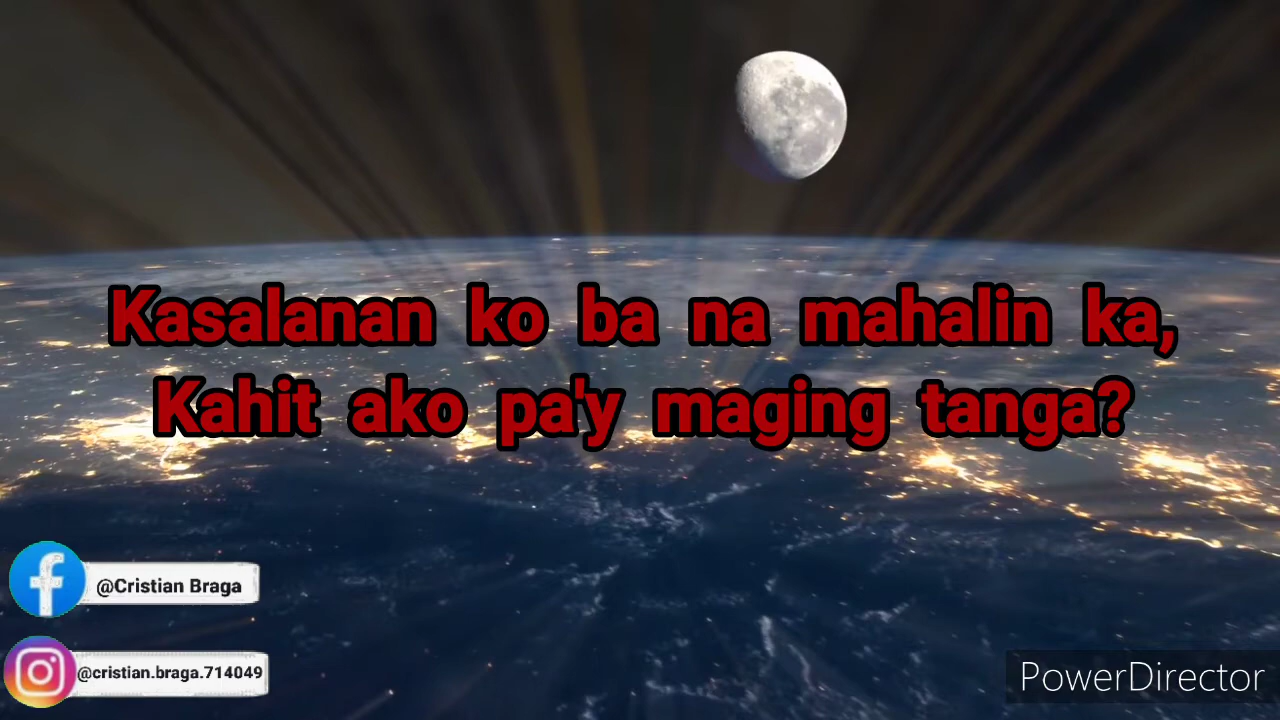 Kasalanan ko ba na mahalin ka,
Kahit ako pa'y maging tanga?
@Cristian Braga
@cristian.braga.714049
PowerDirector